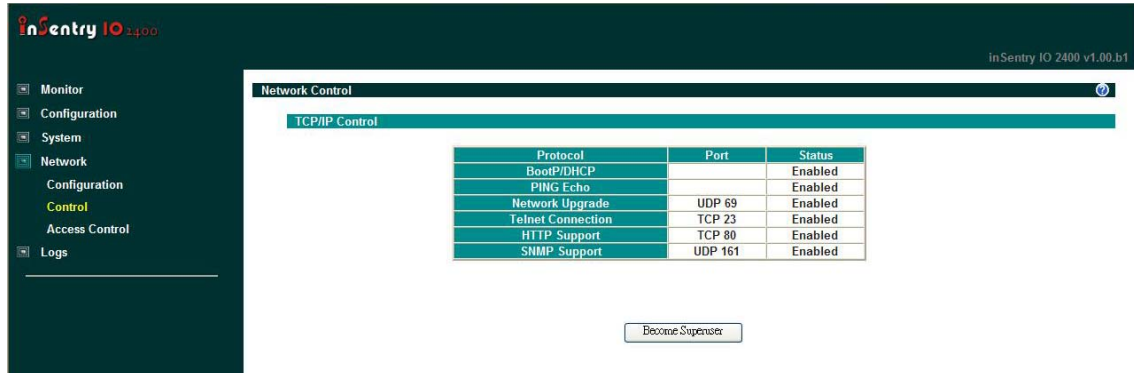 inSentry IO 2400
inSentry IO 2400 v1.00.b1
Monitor
Configuration
System
Network
Configuration
Control
Access Control
Logs
Network Control ?
TCP/IP Control
Protocol Port Status
BootP/DHCP Enabled
PING Echo Enabled
Network Upgrade UDP 69 Enabled
Telnet Connection TCP 23 Enabled
HTTP Support TCP 80 Enabled
SNMP Support UDP 161 Enabled
Become Superuser